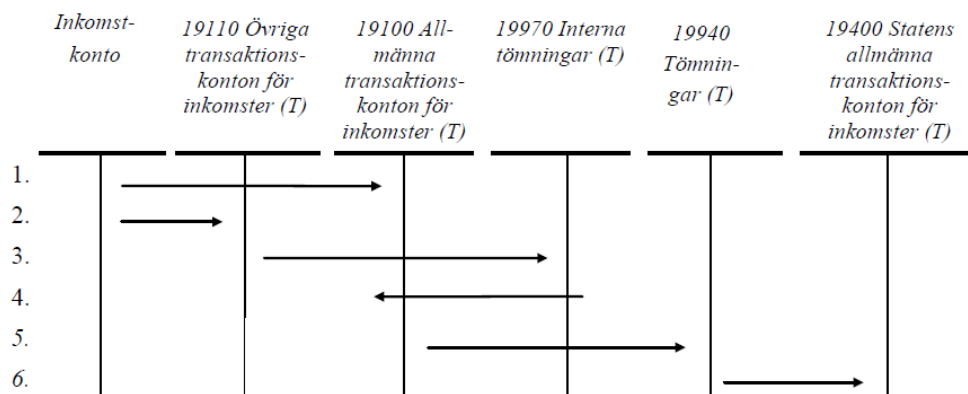 Inkomst-
konto
19110 Övriga
transaktions-
konton för
inkomster (T)
19100 All-
männa
transaktions-
konton för
inkomster (T)
19970 Interna
tömningar (T)
19940
Tömnin-
gar (T)
19400 Statens
allmänna
transaktions-
konton för
inkomster (T)
1.
2.
3.
4.
5.
6.